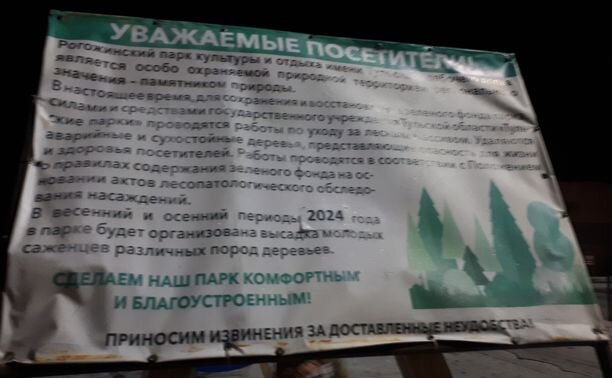 УВАЖАЕМЫЕ ПОСЕТИТЕЛИ!
Рогожинский парк культуры и отдыха имени
является особо охраняемой природной территорией
значения - памятником природы.
В настоящее время, для сохранения и зеленого фонда
силами и средствами государственного учреждения Тульской области «Туль-
ские парки» проводятся работы по уходу за Удаляются
аварийные и сухостойные деревья, представляющие опасность для жизни
и здоровья посетителей. Работы проводятся в соответствии с Положением
о правилах содержания зеленого фонда на ос-
новании актов лесопатологического обследо-
вания насаждений.
В весенний и осенний периоды 2024 года
в парке будет организована высадка молодых
саженцев различных пород деревьев.
СДЕЛАЕМ НАШ ПАРК КОМФОРТНЫМ
И БЛАГОУСТРОЕННЫМ!
ПРИНОСИМ ИЗВИНЕНИЯ ЗА ДОСТАВЛЕННЫЕ НЕУДОБСТВА!